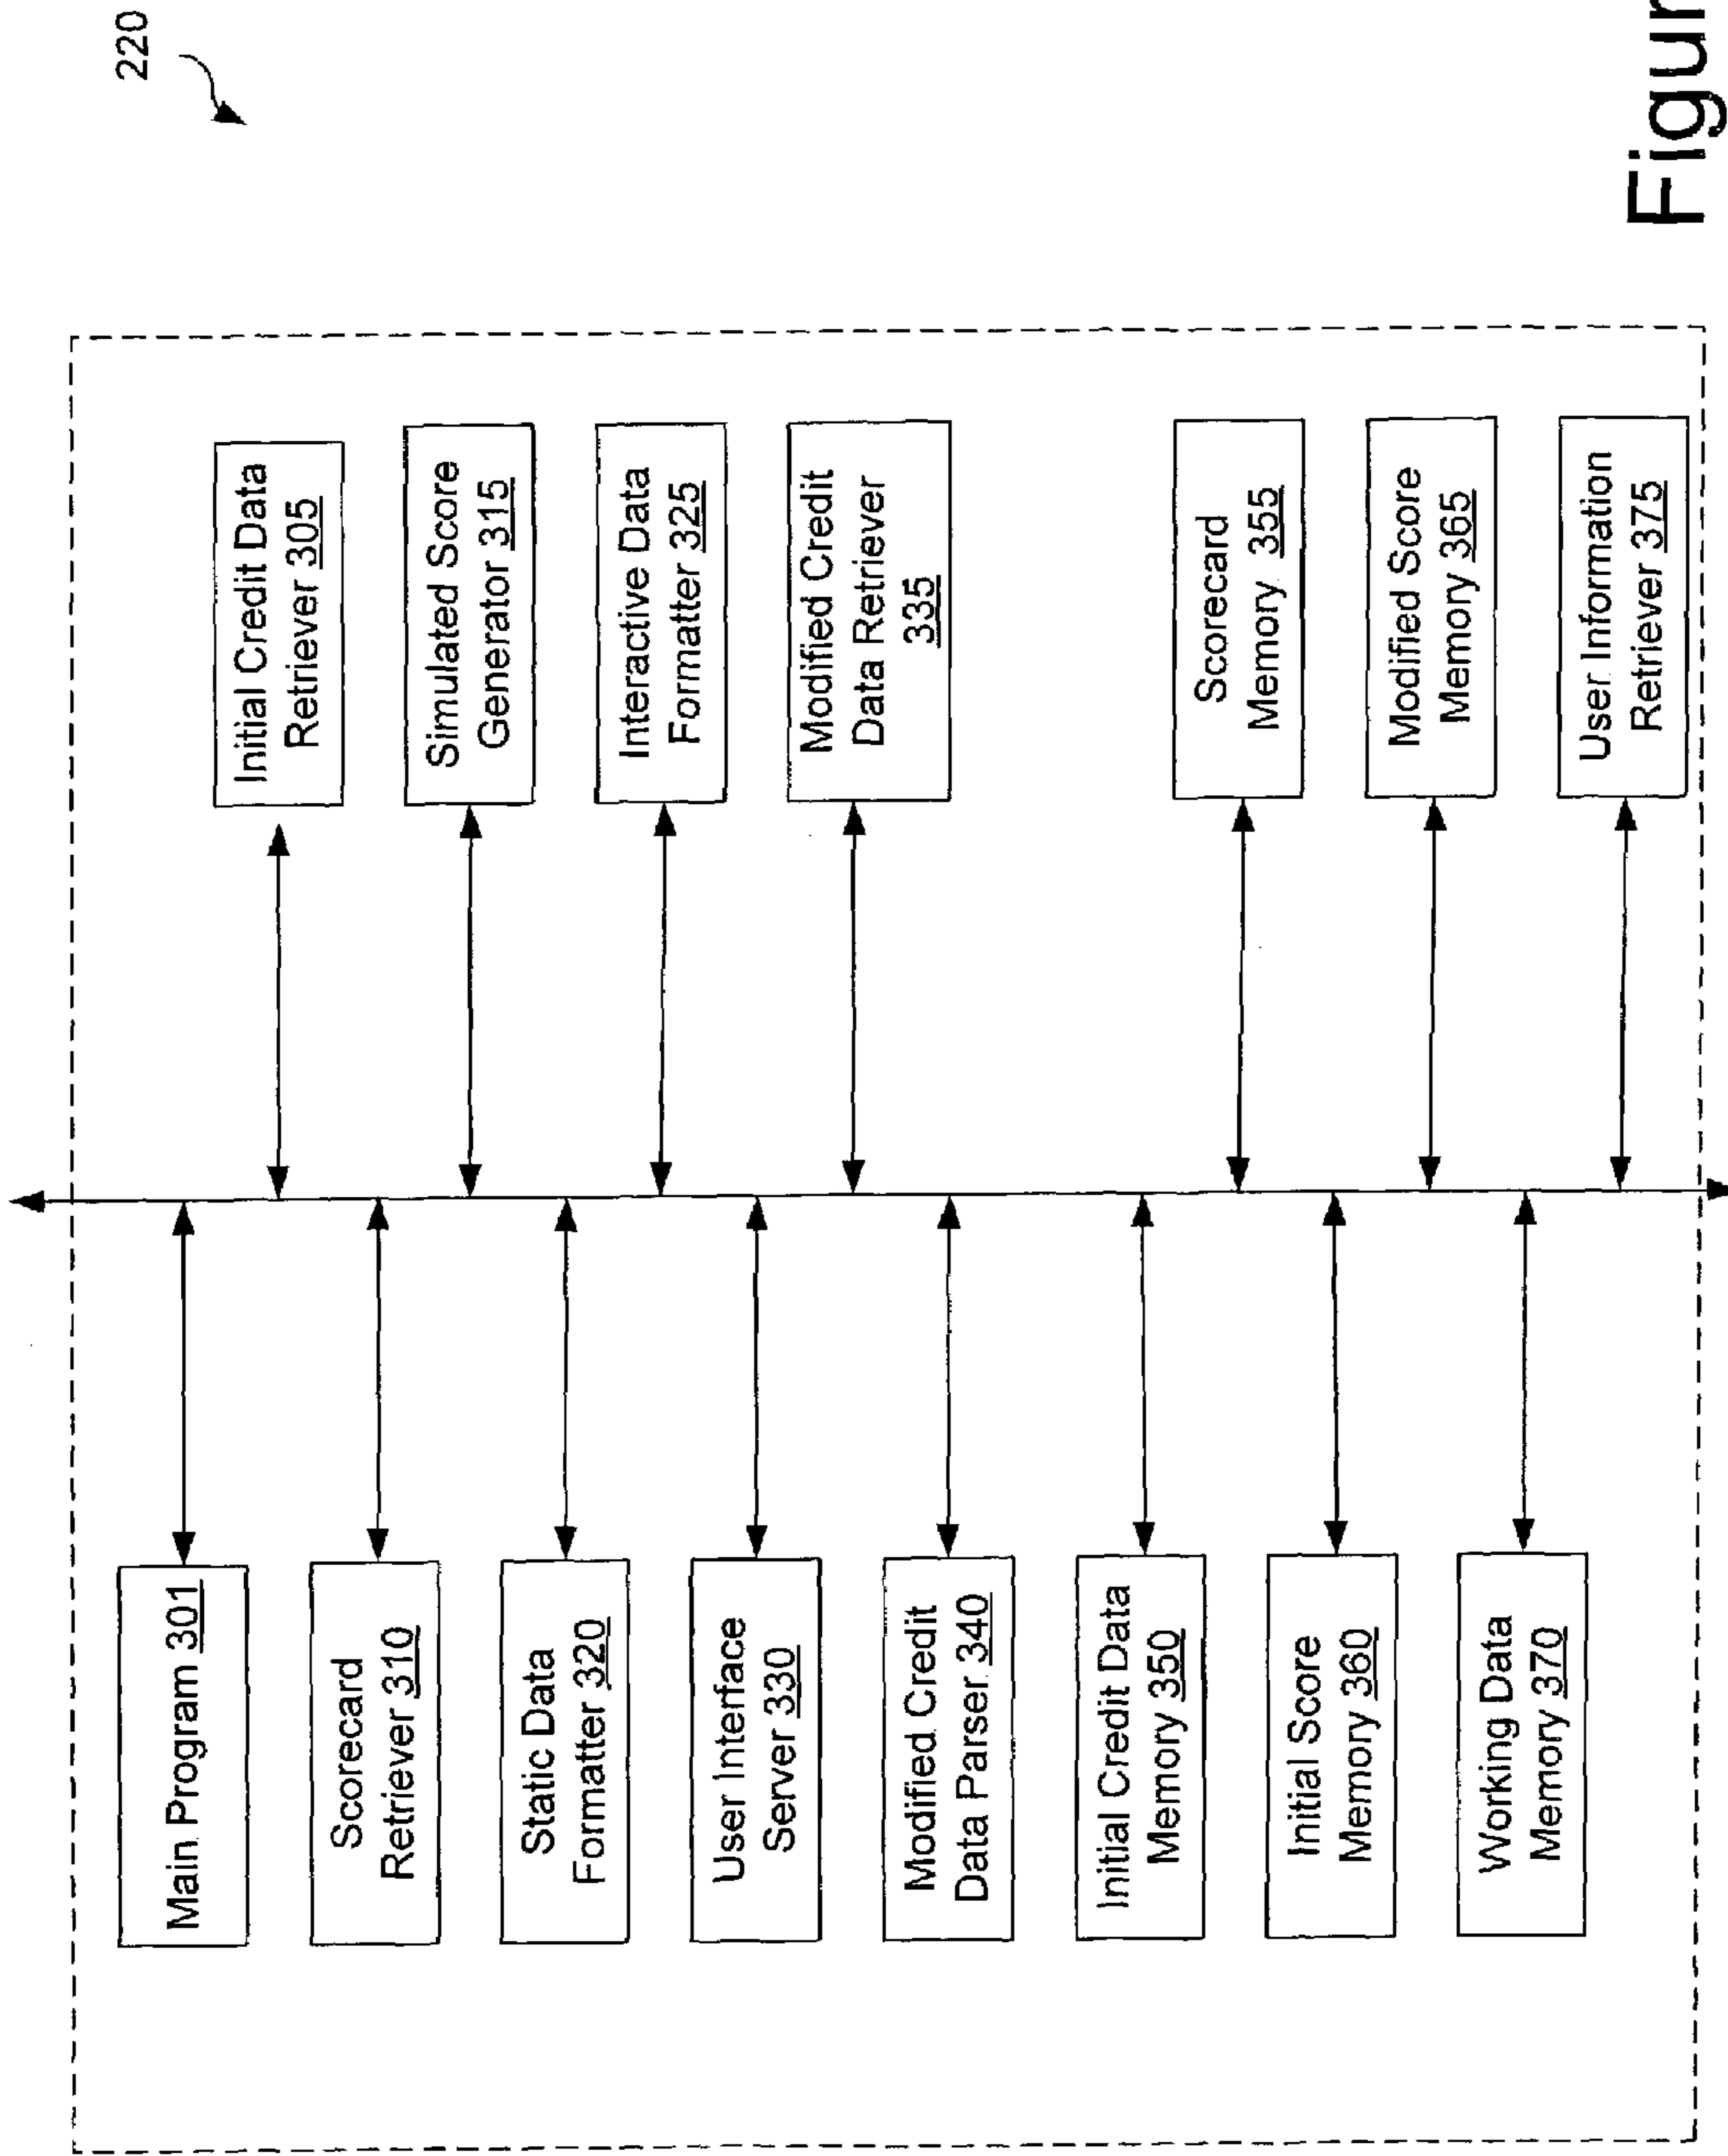 220
Main Program 301
Initial Credit Data
Retriever 305
Scorecard
Retriever 310
Simulated Score
Generator 315
Static Data
Formatter 320
Interactive Data
Formatter 325
User Interface
Server 330
Modified Credit
Data Retriever
335
Modified Credit
Data Parser 340
Initial Credit Data
Memory 350
Scorecard
Memory 355
Initial Score
Memory 360
Modified Score
Memory 365
Working Data
Memory 370
User Information
Retriever 375
Figur